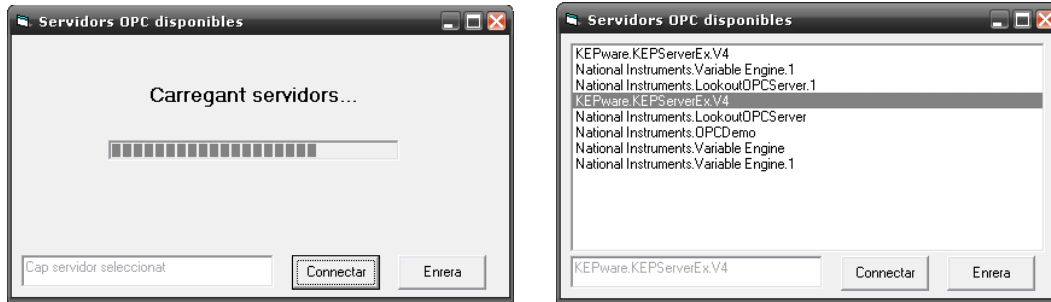 Servidors OPC disponibles
Carregant servidors...
Cap servidor seleccionat
Connectar
Enrera
Servidors OPC disponibles
KEPware.KEPServerEx.V4
National Instruments.Variable Engine.1
National Instruments.LookoutOPCServer.1
KEPware.KEPServerEx.V4
National Instruments.LookoutOPCServer
National Instruments.OPCDemo
National Instruments.Variable Engine
National Instruments.Variable Engine.1
KEPware.KEPServerEx.V4
Connectar
Enrera